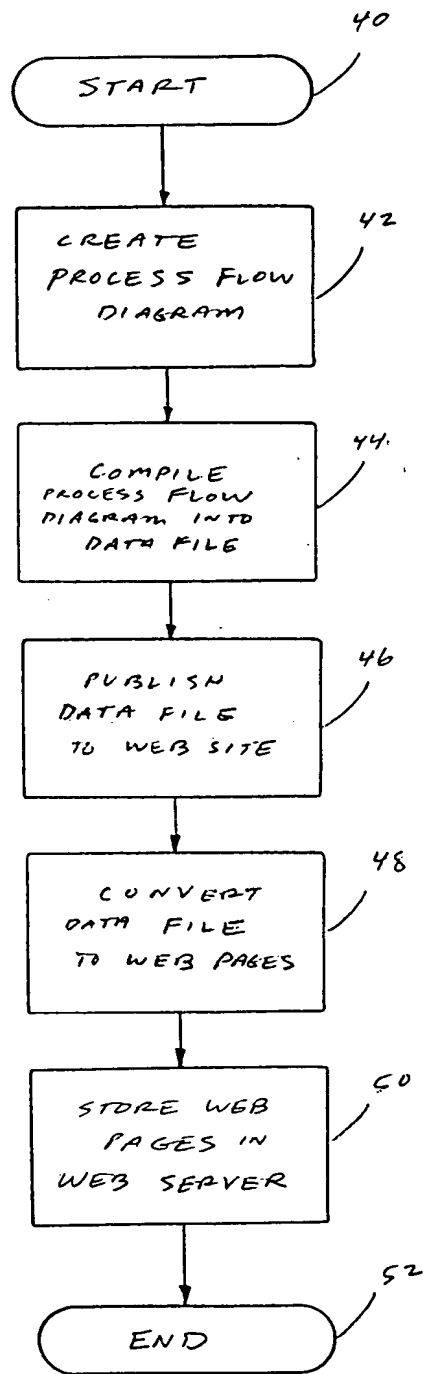 40
START
42
CREATE
PROCESS FLOW
DIAGRAM
44
COMPILE
PROCESS FLOW
DIAGRAM INTO
DATA FILE
46
PUBLISH
DATA FILE
TO WEB SITE
48
CONVERT
DATA FILE
TO WEB PAGES
50
STORE WEB
PAGES IN
WEB SERVER
52
END